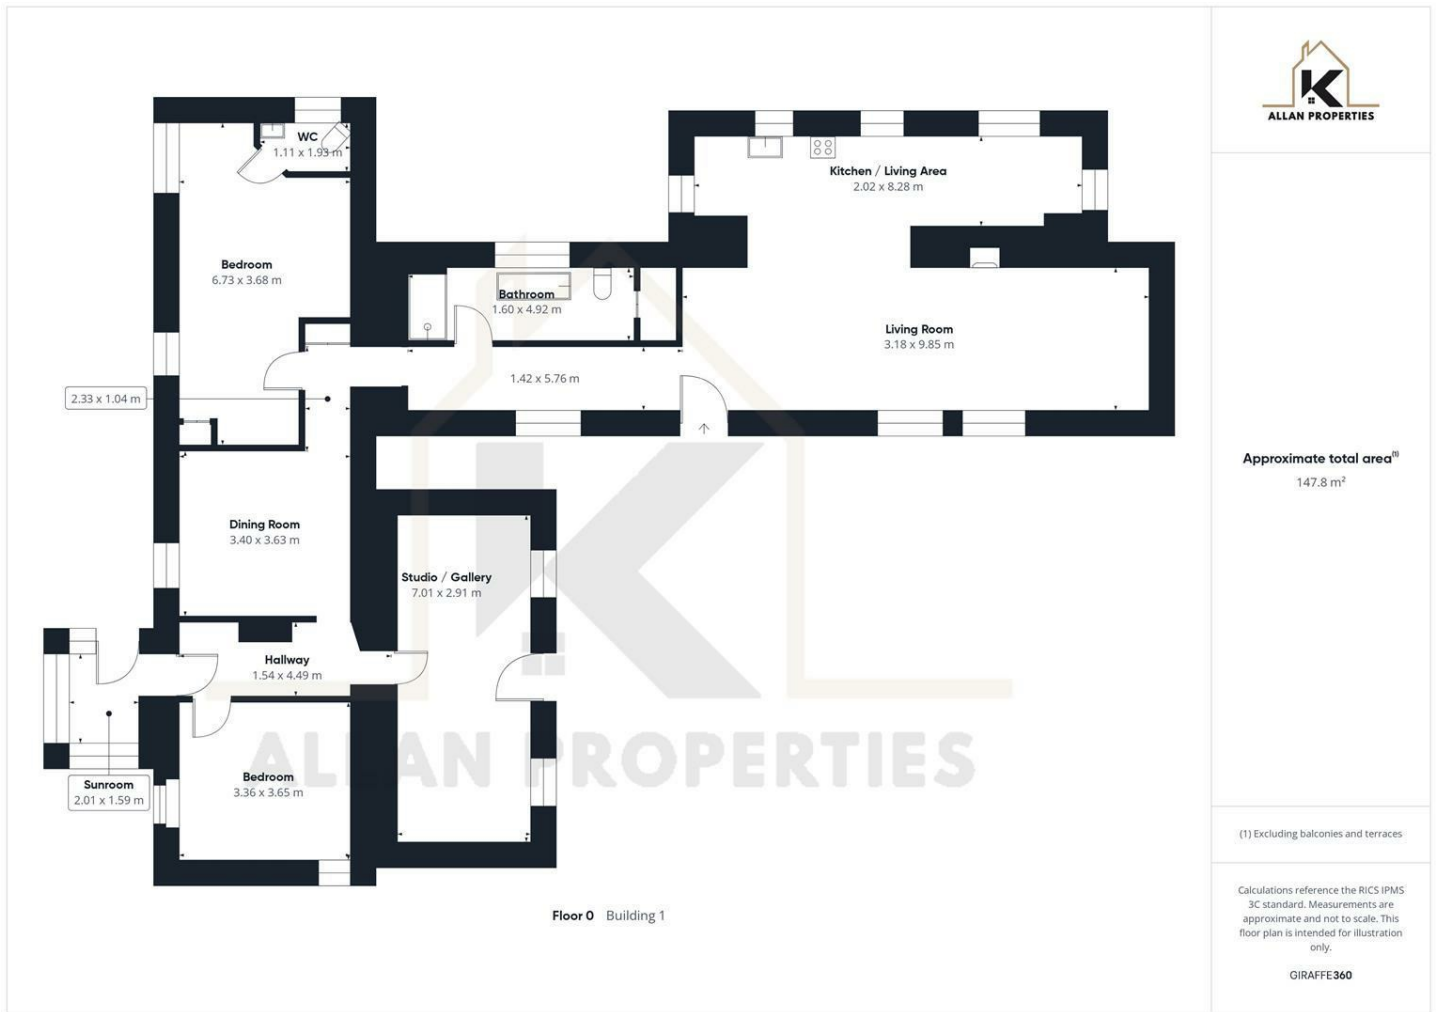 WC
1.11 x 1.93 m
Bedroom
6.73 x 3.68 m
Kitchen / Living Area
2.02 x 8.28 m
Bathroom
1.60 x 4.92 m
Living Room
3.18 x 9.85 m
1.42 x 5.76 m
2.33 x 1.04 m
Dining Room
3.40 x 3.63 m
Studio / Gallery
7.01 x 2.91 m
Hallway
1.54 x 4.49 m
Sunroom
2.01 x 1.59 m
Bedroom
3.36 x 3.65 m
K
ALLAN PROPERTIES
Floor 0 Building 1
K
ALLAN PROPERTIES
Approximate total area(1)
147.8 m²
(1) Excluding balconies and terraces
Calculations reference the RICS IPMS
3C standard. Measurements are
approximate and not to scale. This
floor plan is intended for illustration
only.
GIRAFFE360